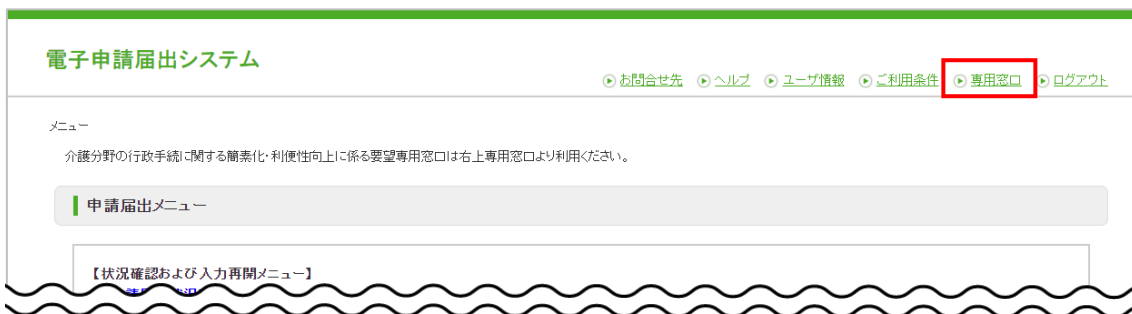 電子申請届出システム
お問合せ先 ヘルプ ユーザ情報 ご利用条件 専用窓口 ログアウト
メニュー
介護分野の行政手続に関する簡素化・利便性向上に係る要望専用窓口は右上専用窓口より利用ください。
申請届出メニュー
【状況確認および入力再開メニュー】